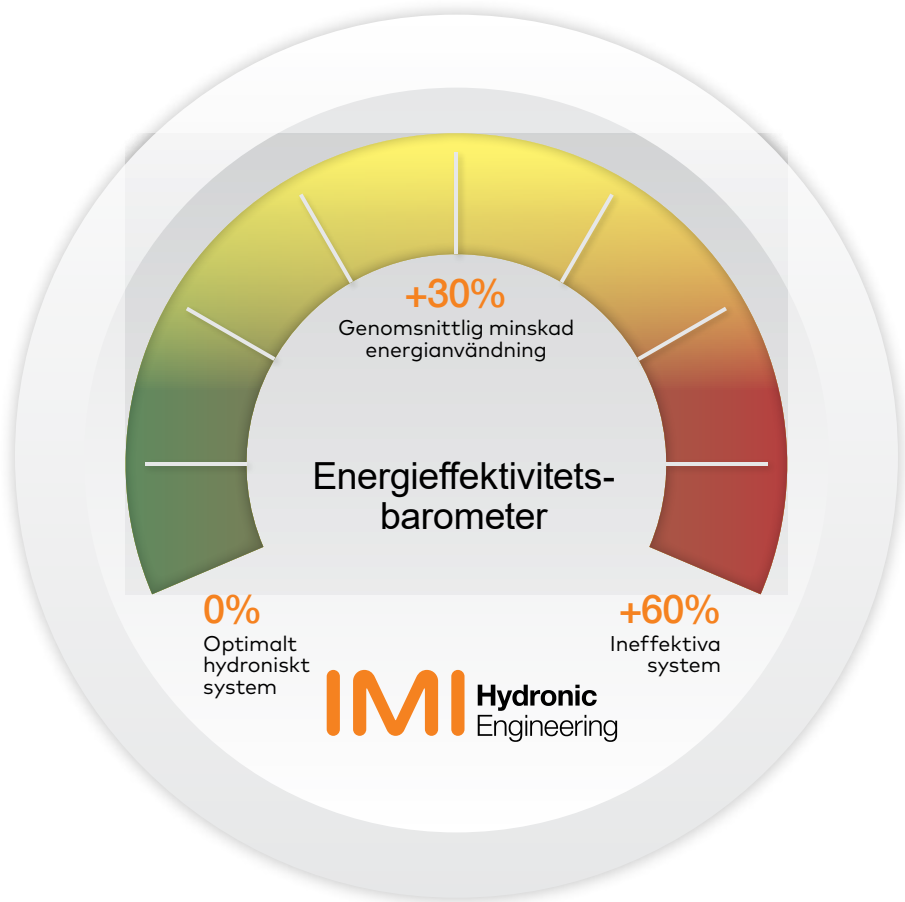 +30%
Genomsnittlig minskad
energianvändning
Energieffektivitets-
barometer
0%
Optimalt
hydroniskt
system
+60%
Ineffektiva
system
IMI Hydronic
Engineering